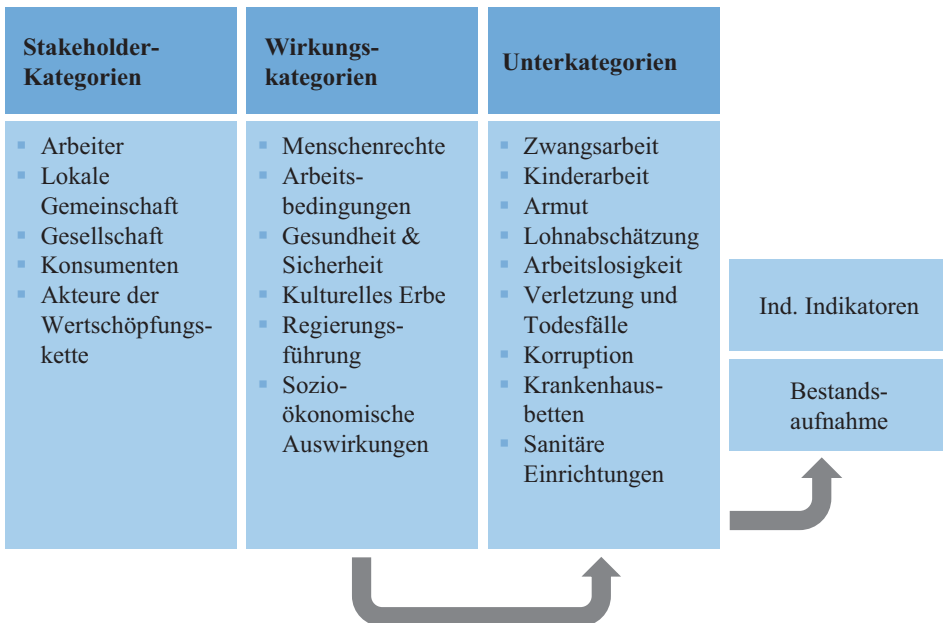 Stakeholder-
Kategorien
Arbeiter
Lokale
Gemeinschaft
Gesellschaft
Konsumenten
Akteure der
Wertschöpfungs-
kette
Wirkungs-
kategorien
Menschenrechte
Arbeits-
bedingungen
Gesundheit &
Sicherheit
Kulturelles Erbe
Regierungs-
führung
Sozio-
ökonomische
Auswirkungen
Unterkategorien
Zwangsarbeit
Kinderarbeit
Armut
Lohnabschätzung
Arbeitslosigkeit
Verletzung und
Todesfälle
Korruption
Krankenhaus-
betten
Sanitäre
Einrichtungen
Ind. Indikatoren
Bestands-
aufnahme